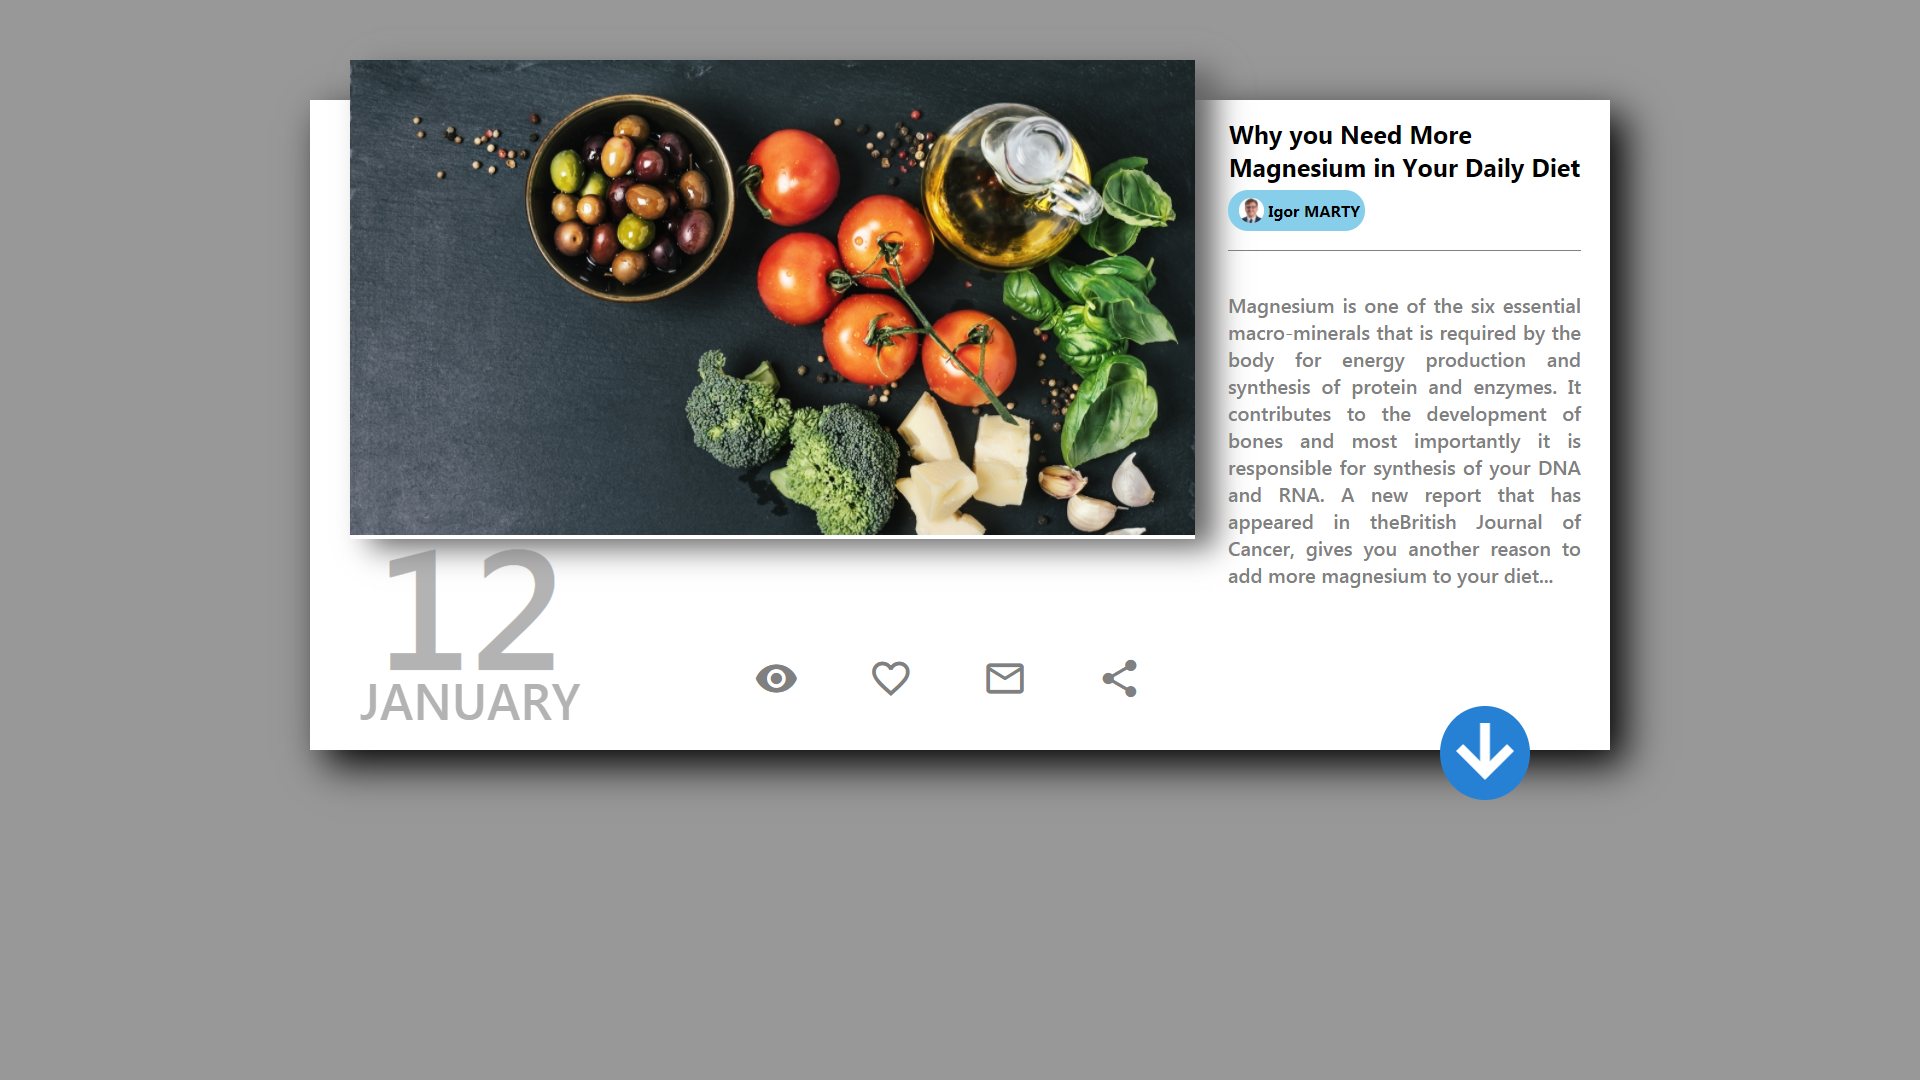 Why you Need More
Magnesium in Your Daily Diet
Igor MARTY
Magnesium is one of the six essential
macro-minerals that is required by the
body for energy production and
synthesis of protein and enzymes. It
contributes to the development of
bones and most importantly it is
responsible for synthesis of your DNA
and RNA. A new report that has
appeared in theBritish Journal of
Cancer, gives you another reason to
add more magnesium to your diet...
12
JANUARY